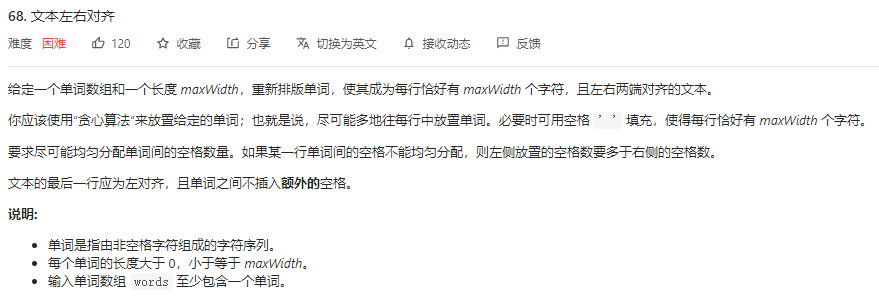 68. 文本左右对齐
难度 困难 120 收藏 分享 切换为英文 接收动态 反馈
给定一个单词数组和一个长度 maxWidth，重新排版单词，使其成为每行恰好有 maxWidth 个字符，且左右两端对齐的文本。
你应该使用“贪心算法”来放置给定的单词；也就是说，尽可能多地往每行中放置单词。必要时可用空格 ' ' 填充，使得每行恰好有 maxWidth 个字符。
要求尽可能均匀分配单词间的空格数量。如果某一行单词间的空格不能均匀分配，则左侧放置的空格数要多于右侧的空格数。
文本的最后一行应为左对齐，且单词之间不插入额外的空格。
说明:
• 单词是指由非空格字符组成的字符序列。
• 每个单词的长度大于 0，小于等于 maxWidth。
• 输入单词数组 words 至少包含一个单词。